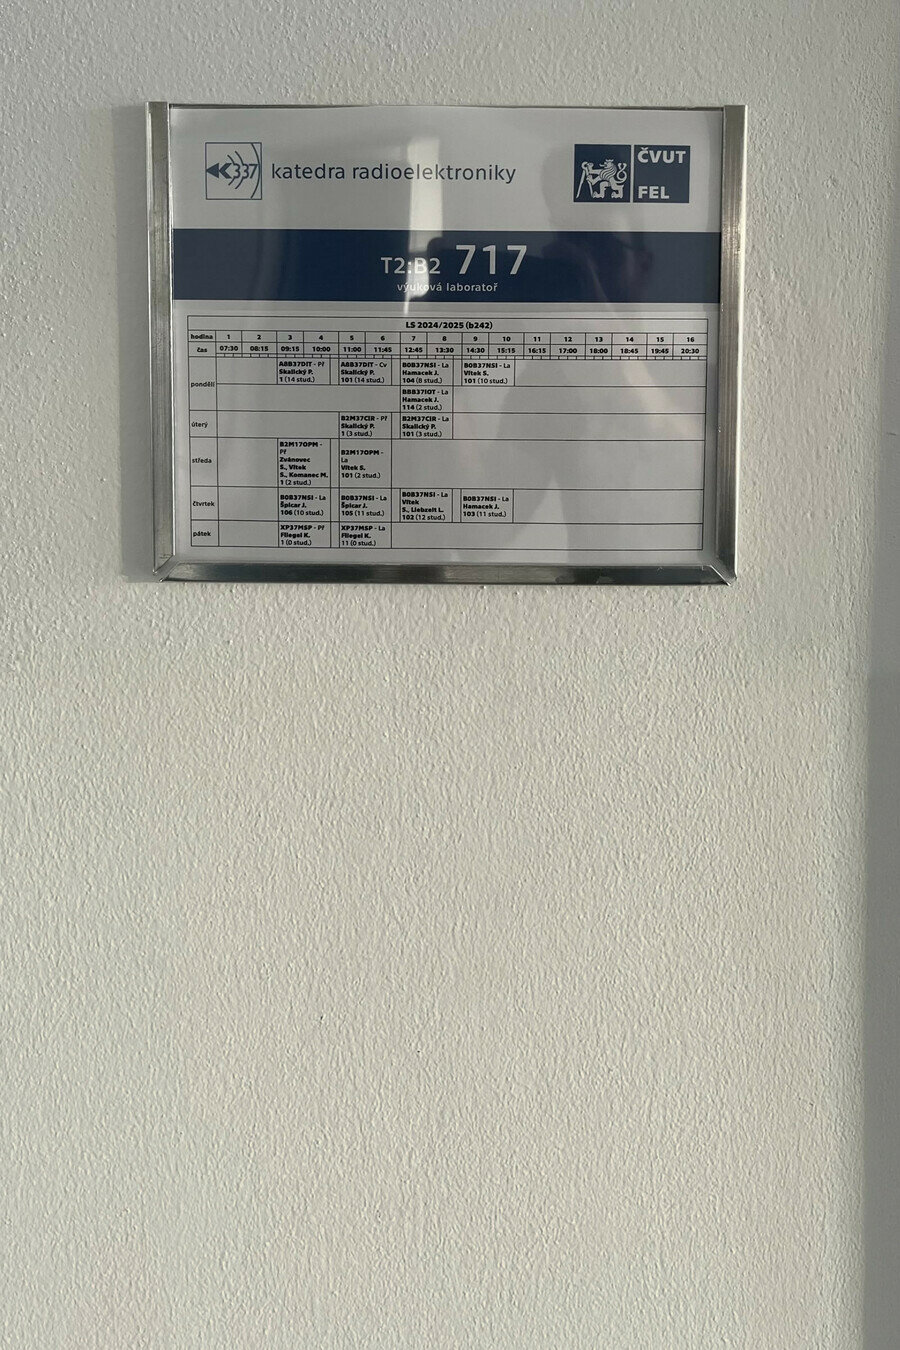 K337 katedra radioelektroniky
ČVUT
FEL
T2:B2 717
výuková laboratoř
LS 2024/2025 (b242)
hodina 1 2 3 4 5 6 7 8 9 10 11 12 13 14 15 16
čas 07:30 08:15 09:15 10:00 11:00 11:45 12:45 13:30 14:30 15:15 16:15 17:00 18:00 18:45 19:45 20:30
pondělí
A8B37DIT - Př
Skalický P.
1 (14 stud.)
A8B37DIT - Cv
Skalický P.
101 (14 stud.)
B0B37NSI - La
Hamacek J.
104 (8 stud.)
B0B37NSI - La
Vítek S.
101 (10 stud.)
BBB37IOT - La
Hamacek J.
114 (2 stud.)
úterý
B2M37CIR - Př
Skalický P.
1 (3 stud.)
B2M37CIR - La
Skalický P.
101 (3 stud.)
středa
B2M17OPM -
Př
Zvánovec
S., Vítek
S., Komanec M.
1 (2 stud.)
B2M17OPM -
La
Vítek S.
101 (2 stud.)
čtvrtek
B0B37NSI - La
Špicar J.
106 (10 stud.)
B0B37NSI - La
Špicar J.
105 (11 stud.)
B0B37NSI - La
Vítek
S., Liebzeit L.
102 (12 stud.)
B0B37NSI - La
Hamacek J.
103 (11 stud.)
pátek
XP37MSP - Př
Fliegel K.
1 (0 stud.)
XP37MSP - La
Fliegel K.
11 (0 stud.)